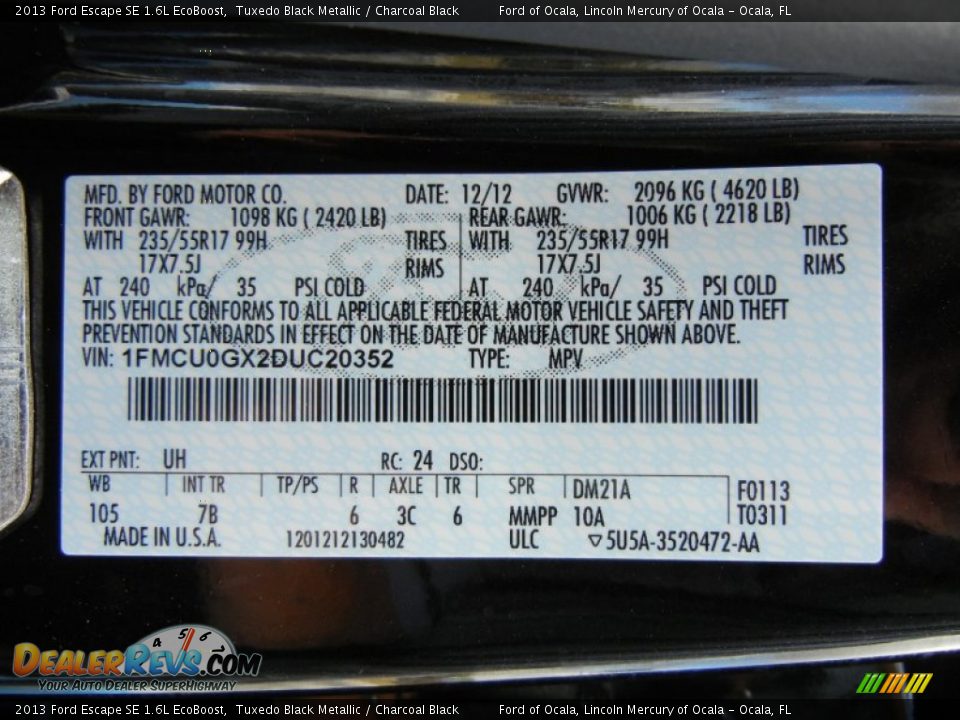 2013 Ford Escape SE 1.6L EcoBoost, Tuxedo Black Metallic / Charcoal Black Ford of Ocala, Lincoln Mercury of Ocala - Ocala, FL
MFD. BY FORD MOTOR CO. DATE: 12/12 GVWR: 2096 KG ( 4620 LB)
FRONT GAWR: 1098 KG ( 2420 LB) REAR GAWR: 1006 KG ( 2218 LB)
WITH 235/55R17 99H TIRES WITH 235/55R17 99H TIRES
17X7.5J RIMS 17X7.5J RIMS
AT 240 kPa/ 35 PSI COLD AT 240 kPa/ 35 PSI COLD
THIS VEHICLE CONFORMS TO ALL APPLICABLE FEDERAL MOTOR VEHICLE SAFETY AND THEFT
PREVENTION STANDARDS IN EFFECT ON THE DATE OF MANUFACTURE SHOWN ABOVE.
VIN: 1FMCU0GX2DUC20352 TYPE: MPV
EXT PNT: UH RC: 24 DSO:
WB INT TR TP/PS R AXLE TR SPR DM21A F0113
105 7B 6 3C 6 MMPP 10A T0311
MADE IN U.S.A. 1201212130482 ULC ▽5U5A-3520472-AA
4 5 6
DEALERREVS.COM
YOUR AUTO DEALER SUPERHIGHWAY
2013 Ford Escape SE 1.6L EcoBoost, Tuxedo Black Metallic / Charcoal Black Ford of Ocala, Lincoln Mercury of Ocala - Ocala, FL